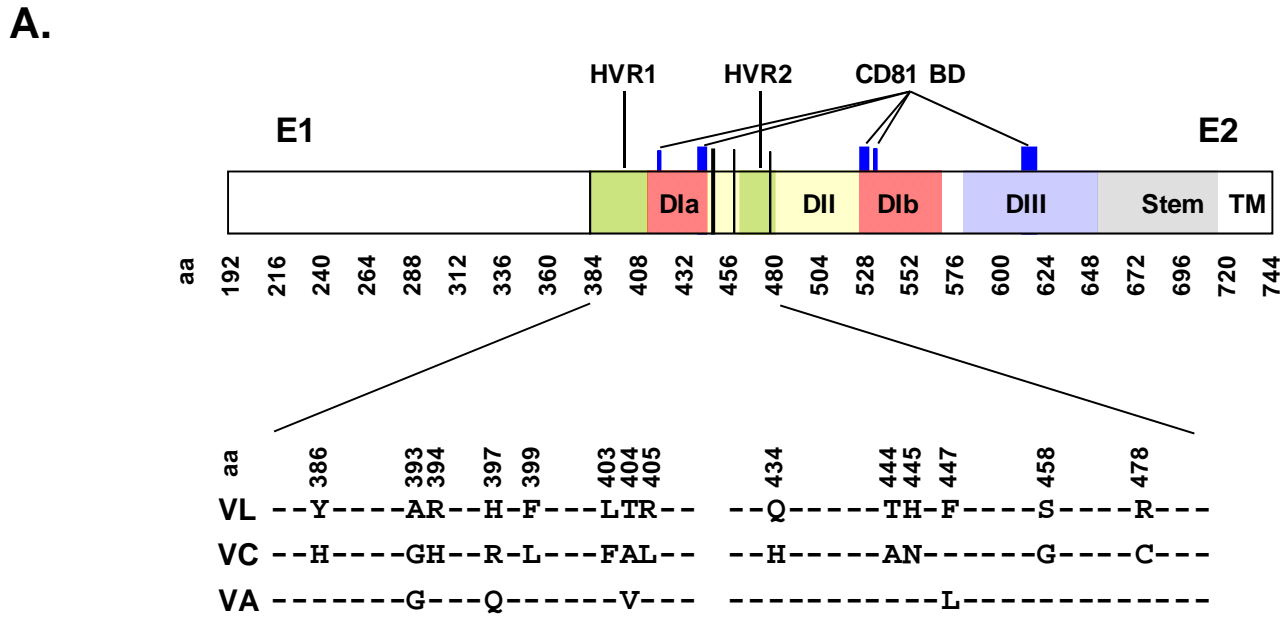 A.
HVR1 HVR2 CD81 BD
E1 E2
DIa DII DIb DIII Stem TM
aa 192 216 240 264 288 312 336 360 384 408 432 456 480 504 528 552 576 600 624 648 672 696 720 744
aa 386 393 394 397 399 403 404 405 434 444 445 447 458 478
VL --Y----AR--H-F---LTR-- --Q-----TH-F----S----R---
VC --H----GH--R-L---FAL-- --H-----AN------G----C---
VA -------G---Q------V--- ------------L------------